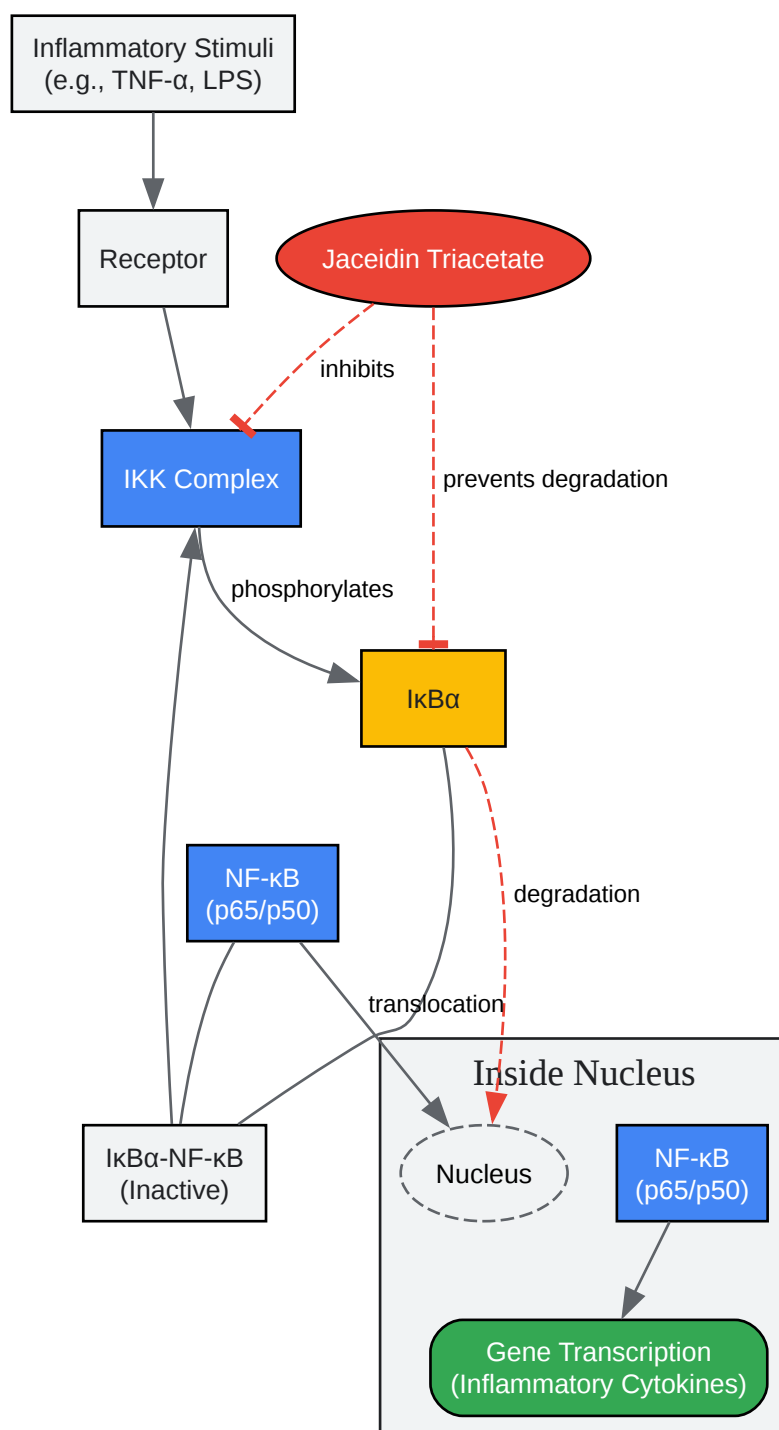 Inflammatory Stimuli
(e.g., TNF-α, LPS)
Receptor
Jaceidin Triacetate
inhibits
IKK Complex
prevents degradation
phosphorylates
IκBα
NF-κB
(p65/p50)
degradation
translocation
Inside Nucleus
IκBα-NF-κB
(Inactive)
Nucleus
NF-κB
(p65/p50)
Gene Transcription
(Inflammatory Cytokines)